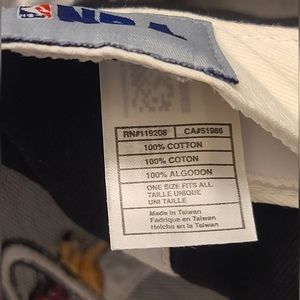 NBA
RN#119208 CA#51986
100% COTTON
100% COTON
100% ALGODON
ONE SIZE FITS ALL
TAILLE UNIQUE
UNI TAILLE
Made in Taiwan
Fabrique en Taiwan
Hecho en la Taiwan